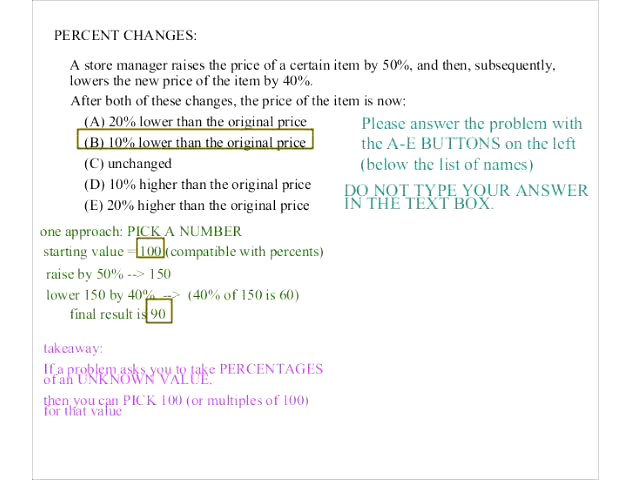 PERCENT CHANGES:
A store manager raises the price of a certain item by 50%, and then, subsequently,
lowers the new price of the item by 40%.
After both of these changes, the price of the item is now:
(A) 20% lower than the original price
(B) 10% lower than the original price
(C) unchanged
(D) 10% higher than the original price
(E) 20% higher than the original price
Please answer the problem with
the A-E BUTTONS on the left
(below the list of names)
DO NOT TYPE YOUR ANSWER
IN THE TEXT BOX.
one approach: PICK A NUMBER
starting value = 100 (compatible with percents)
raise by 50% --> 150
lower 150 by 40% --> (40% of 150 is 60)
final result is 90
takeaway:
If a problem asks you to take PERCENTAGES
of an UNKNOWN VALUE.
then you can PICK 100 (or multiples of 100)
for that value